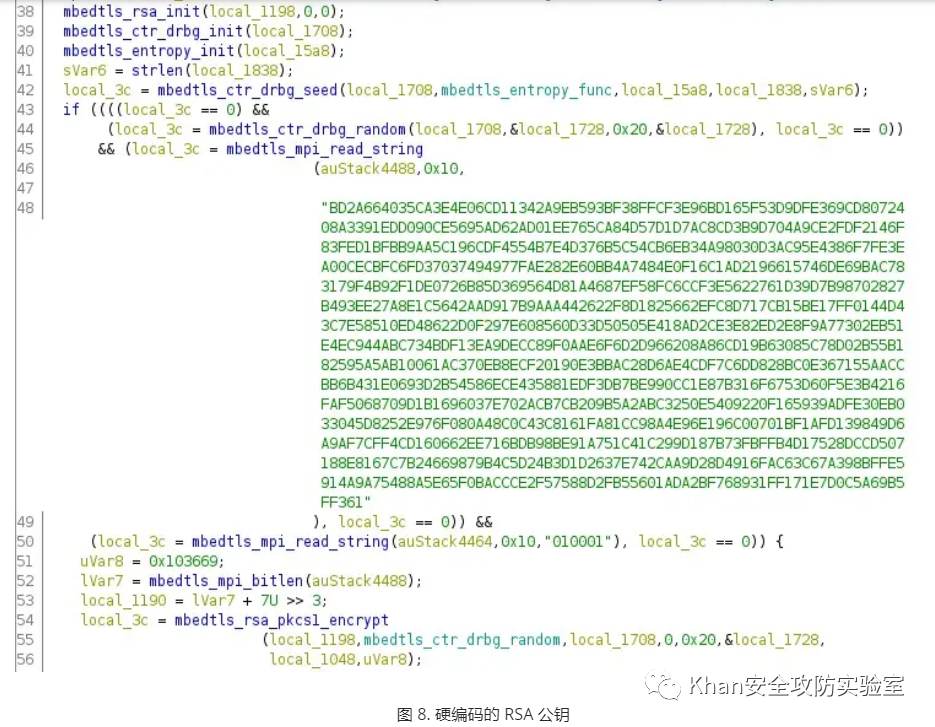 38 mbedtls_rsa_init(local_1198,0,0);
39 mbedtls_ctr_drbg_init(local_1708);
40 mbedtls_entropy_init(local_15a8);
41 sVar6 = strlen(local_1838);
42 local_3c = mbedtls_ctr_drbg_seed(local_1708,mbedtls_entropy_func,local_15a8,local_1838,sVar6);
43 if ((((local_3c == 0) &&
44 (local_3c = mbedtls_ctr_drbg_random(local_1708,&local_1728,0x20,&local_1728), local_3c == 0))
45 && (local_3c = mbedtls_mpi_read_string
46 (auStack4488,0x10,
47
48 "BD2A664035CA3E4E06CD11342A9EB593BF38FFCF3E96BD165F53D9DFE369CD80724
08A3391EDD090CE5695AD62AD01EE765CA84D57D1D7AC8CD3B9D704A9CE2FDF2146F
83FED1BFBB9AA5C196CDF4554B7E4D376B5C54CB6EB34A98030D3AC95E4386F7FE3E
A00CECBFC6FD37037494977FAE282E60BB4A7484E0F16C1AD2196615746DE69BAC78
3179F4B92F1DE0726B85D369564D81A4687EF58FC6CCF3E5622761D39D7B98702827
B493EE27A8E1C5642AAD917B9AAA442622F8D1825662EFC8D717CB15BE17FF0144D4
3C7E58510ED48622D0F297E608560D33D50505E418AD2CE3E82ED2E8F9A77302EB51
E4EC944ABC734BDF13EA9DECC89F0AAE6F6D2D966208A86CD19B63085C78D02B55B1
82595A5AB10061AC370EB8ECF20190E3BBAC28D6AE4CDF7C6DD828BC0E367155AACC
BB6B431E0693D2B54586ECE435881EDF3DB7BE990CC1E87B316F6753D60F5E3B4216
FAF5068709D1B1696037E702ACB7CB209B5A2ABC3250E5409220F165939ADFE30EB0
33045D8252E976F080A48C0C43C8161FA81CC98A4E96E196C00701BF1AFD139849D6
A9AF7CFF4CD160662EE716BDB98BE91A751C41C299D187B73FBFFB4D17528DCCD507
188E8167C7B24669879B4C5D24B3D1D2637E742CAA9D28D4916FAC63C67A398BFFE5
914A9A75488A5E65F0BACCCE2F57588D2FB55601ADA2BF768931FF171E7D0C5A69B5
FF361"
49 ), local_3c == 0)) &&
50 (local_3c = mbedtls_mpi_read_string(auStack4464,0x10,"010001"), local_3c == 0)) {
51 uVar8 = 0x103669;
52 lVar7 = mbedtls_mpi_bitlen(auStack4488);
53 local_1190 = lVar7 + 7U >> 3;
54 local_3c = mbedtls_rsa_pkcs1_encrypt
55 (local_1198,mbedtls_ctr_drbg_random,local_1708,0,0x20,&local_1728,
56 local_1048,uVar8);
Khan安全攻防实验室
图 8. 硬编码的 RSA 公钥